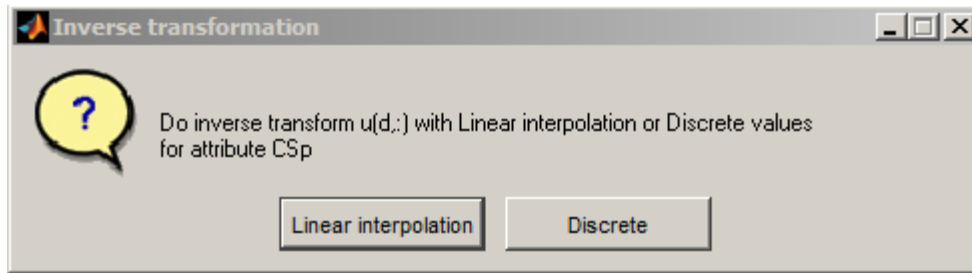 Inverse transformation
?
Do inverse transform u(d,:) with Linear interpolation or Discrete values
for attribute CSp
Linear interpolation
Discrete